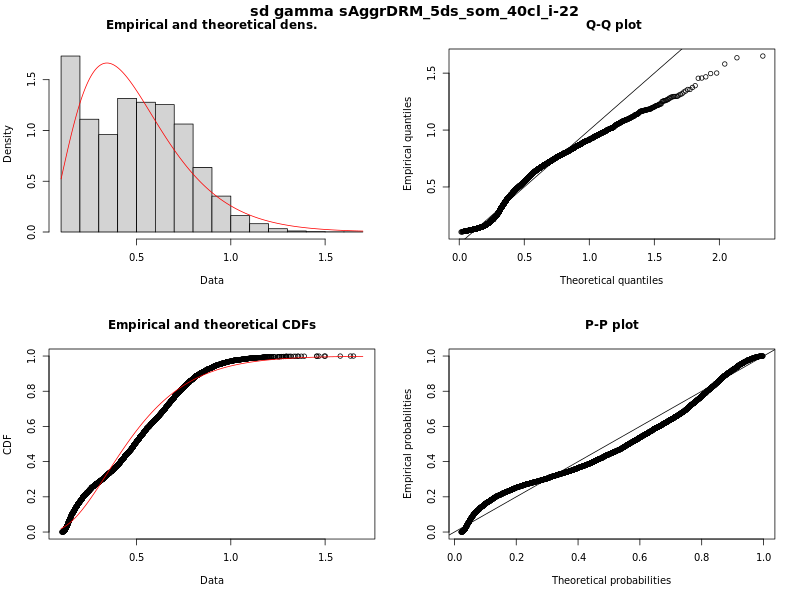 sd gamma sAggrDRM_5ds_som_40cl_i-22
Empirical and theoretical dens.
Density
0.0 0.5 1.0 1.5
0.5 1.0 1.5
Data
Q-Q plot
Empirical quantiles
0.5 1.0 1.5
0.0 0.5 1.0 1.5 2.0
Theoretical quantiles
Empirical and theoretical CDFs
CDF
0.0 0.2 0.4 0.6 0.8 1.0
0.5 1.0 1.5
Data
P-P plot
Empirical probabilities
0.0 0.2 0.4 0.6 0.8 1.0
0.0 0.2 0.4 0.6 0.8 1.0
Theoretical probabilities